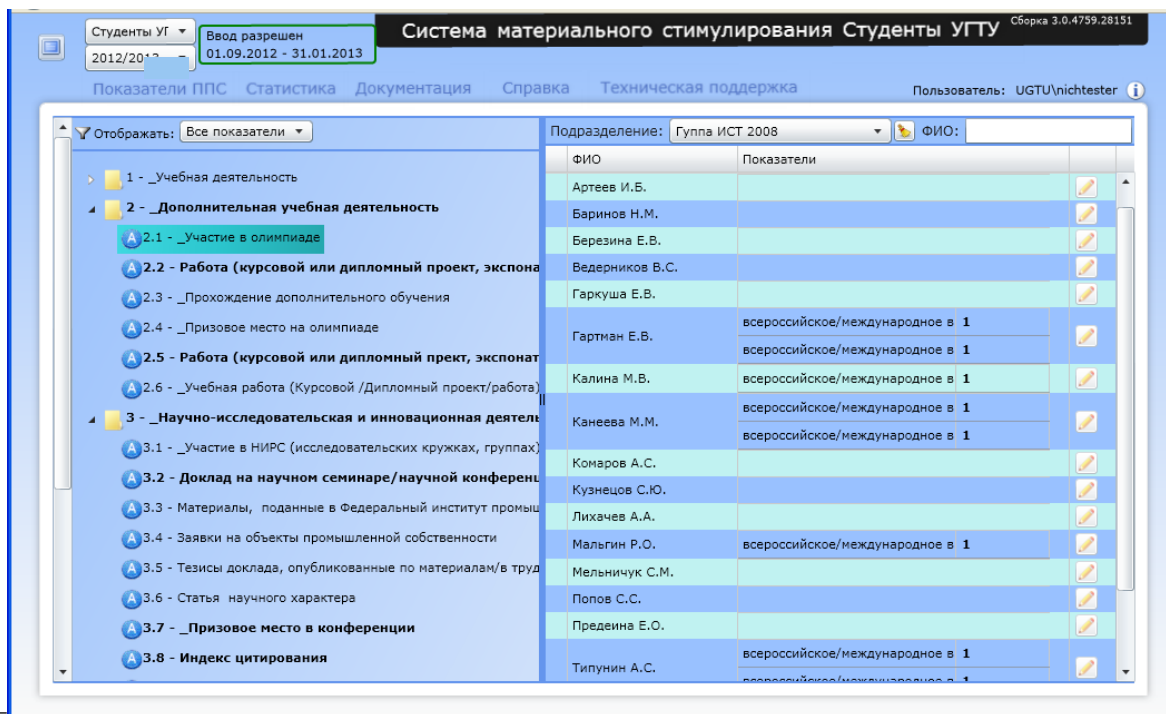 Студенты УГ
Ввод разрешен
01.09.2012 - 31.01.2013
Система материального стимулирования Студенты УГТУ
Сборка 3.0.4759.28151
Показатели ППС Статистика Документация Справка Техническая поддержка
Пользователь: UGTU\nichtester
Отображать: Все показатели
1 - _Учебная деятельность
2 - _Дополнительная учебная деятельность
2.1 - _Участие в олимпиаде
2.2 - Работа (курсовой или дипломный проект, экспона
2.3 - _Прохождение дополнительного обучения
2.4 - _Призовое место на олимпиаде
2.5 - Работа (курсовой или дипломный прект, экспонат
2.6 - _Учебная работа (Курсовой /Дипломный проект/работа)
3 - _Научно-исследовательская и инновационная деятель
3.1 - _Участие в НИРС (исследовательских кружках, группах)
3.2 - Доклад на научном семинаре/научной конференц
3.3 - Материалы, поданные в Федеральный институт промыш
3.4 - Заявки на объекты промышленной собственности
3.5 - Тезисы доклада, опубликованные по материалам/в труд
3.6 - Статья научного характера
3.7 - _Призовое место в конференции
3.8 - Индекс цитирования
Подразделение: Гуппа ИСТ 2008 ФИО:
ФИО Показатели
Артеев И.Б.
Баринов Н.М.
Березина Е.В.
Ведерников В.С.
Гаркуша Е.В.
Гартман Е.В.
всероссийское/международное в 1
всероссийское/международное в 1
Калина М.В. всероссийское/международное в 1
Канеева М.М.
всероссийское/международное в 1
всероссийское/международное в 1
Комаров А.С.
Кузнецов С.Ю.
Лихачев А.А.
Мальгин Р.О. всероссийское/международное в 1
Мельничук С.М.
Попов С.С.
Предеина Е.О.
Типунин А.С.
всероссийское/международное в 1
всероссийское/международное в 1